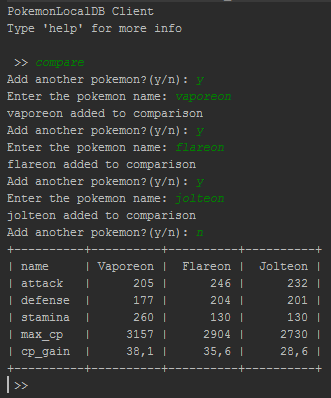 PokemonLocalDB Client
Type 'help' for more info
>> compare
Add another pokemon?(y/n): y
Enter the pokemon name: vaporeon
vaporeon added to comparison
Add another pokemon?(y/n): y
Enter the pokemon name: flareon
flareon added to comparison
Add another pokemon?(y/n): y
Enter the pokemon name: jolteon
jolteon added to comparison
Add another pokemon?(y/n): n
+----------+----------+---------+----------+
| name     | Vaporeon | Flareon |  Jolteon |
| attack   |      205 |     246 |      232 |
| defense  |      177 |     204 |      201 |
| stamina  |      260 |     130 |      130 |
| max_cp   |     3157 |    2904 |     2730 |
| cp_gain  |     38,1 |    35,6 |     28,6 |
+----------+----------+---------+----------+
>>